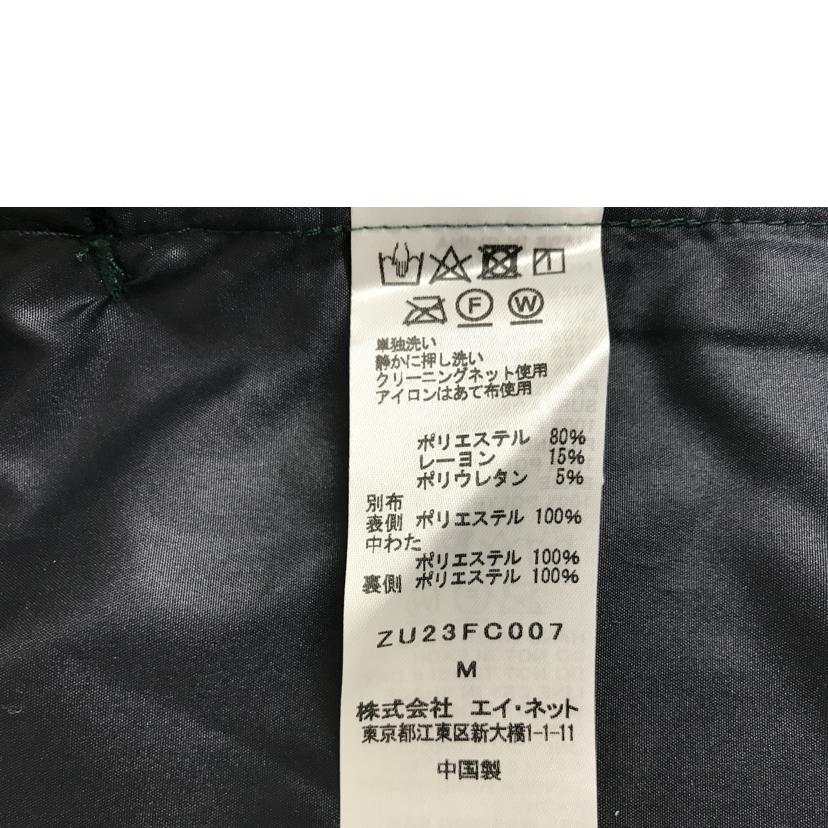 F W
単独洗い
静かに押し洗い
クリーニングネット使用
アイロンはあて布使用
ポリエステル 80%
レーヨン 15%
ポリウレタン 5%
別布
表側 ポリエステル 100%
中わた
ポリエステル 100%
裏側 ポリエステル 100%
ZU23FC007
M
株式会社 エイ・ネット
東京都江東区新大橋1-1-11
中国製